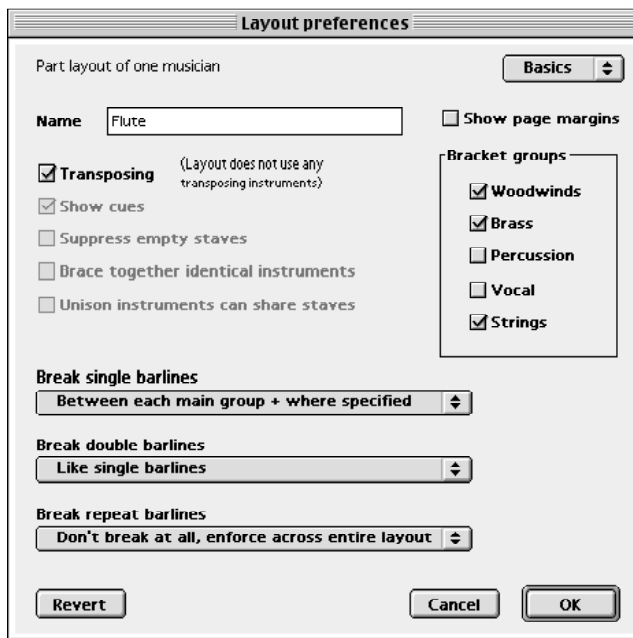 Layout preferences
Part layout of one musician
Basics
Name
Flute
Show page margins
Transposing
(Layout does not use any
transposing instruments)
Show cues
Suppress empty staves
Brace together identical instruments
Unison instruments can share staves
Bracket groups
Woodwinds
Brass
Percussion
Vocal
Strings
Break single barlines
Between each main group + where specified
Break double barlines
Like single barlines
Break repeat barlines
Don't break at all, enforce across entire layout
Revert
Cancel
OK